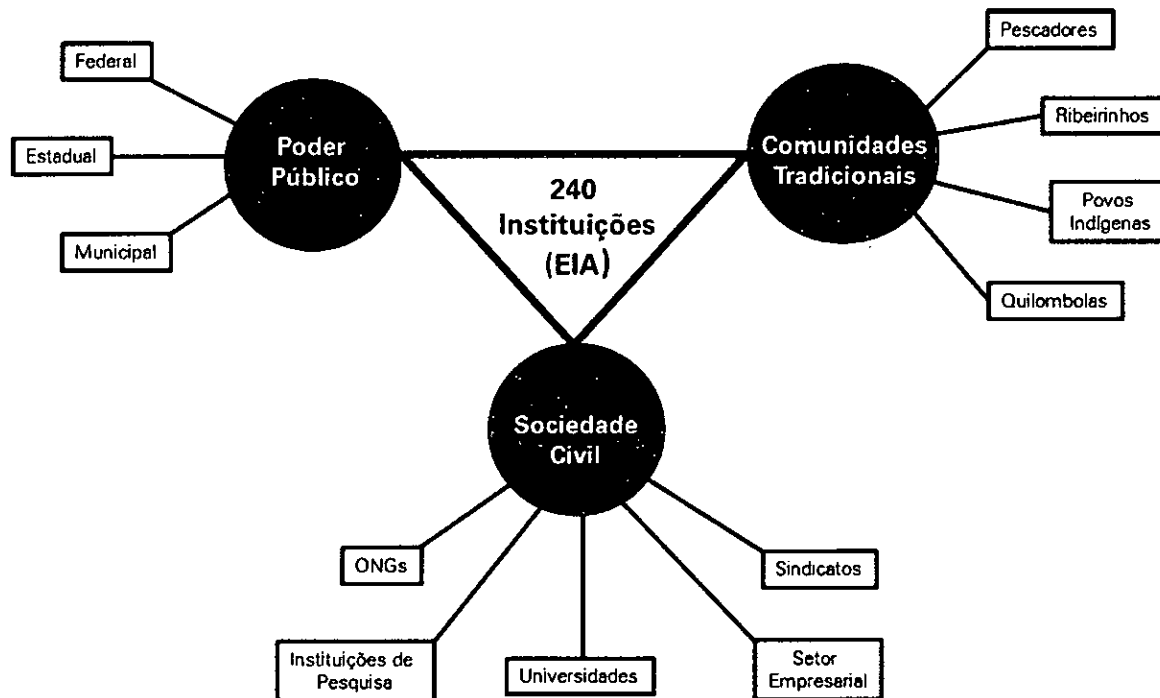 Federal
Estadual
Municipal
Poder
Público
240
Instituições
(EIA)
Comunidades
Tradicionais
Pescadores
Ribeirinhos
Povos
Indígenas
Quilombolas
Sociedade
Civil
ONGs
Instituições de
Pesquisa
Universidades
Setor
Empresarial
Sindicatos